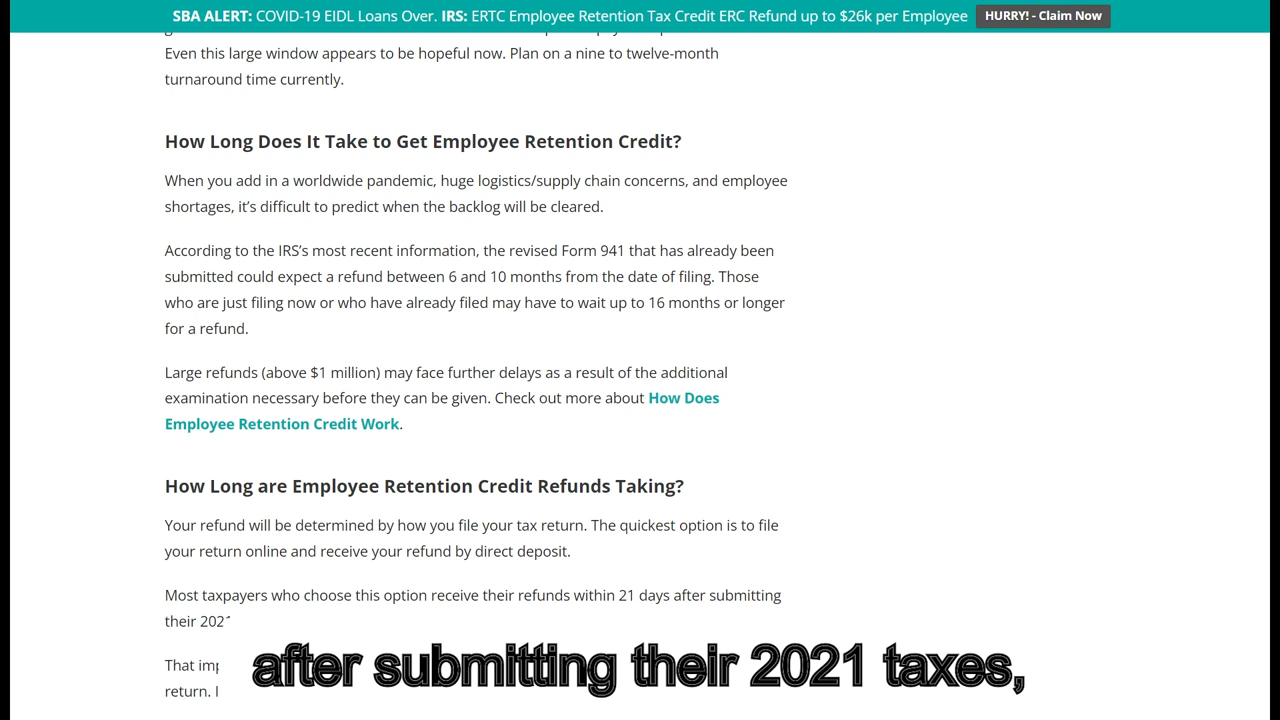 SBA ALERT: COVID-19 EIDL Loans Over. IRS: ERTC Employee Retention Tax Credit ERC Refund up to $26k per Employee HURRY! - Claim Now
Even this large window appears to be hopeful now. Plan on a nine to twelve-month
turnaround time currently.
How Long Does It Take to Get Employee Retention Credit?
When you add in a worldwide pandemic, huge logistics/supply chain concerns, and employee
shortages, it's difficult to predict when the backlog will be cleared.
According to the IRS's most recent information, the revised Form 941 that has already been
submitted could expect a refund between 6 and 10 months from the date of filing. Those
who are just filing now or who have already filed may have to wait up to 16 months or longer
for a refund.
Large refunds (above $1 million) may face further delays as a result of the additional
examination necessary before they can be given. Check out more about How Does
Employee Retention Credit Work.
How Long are Employee Retention Credit Refunds Taking?
Your refund will be determined by how you file your tax return. The quickest option is to file
your return online and receive your refund by direct deposit.
Most taxpayers who choose this option receive their refunds within 21 days after submitting
their
That
return.
after submitting their 2021 taxes,